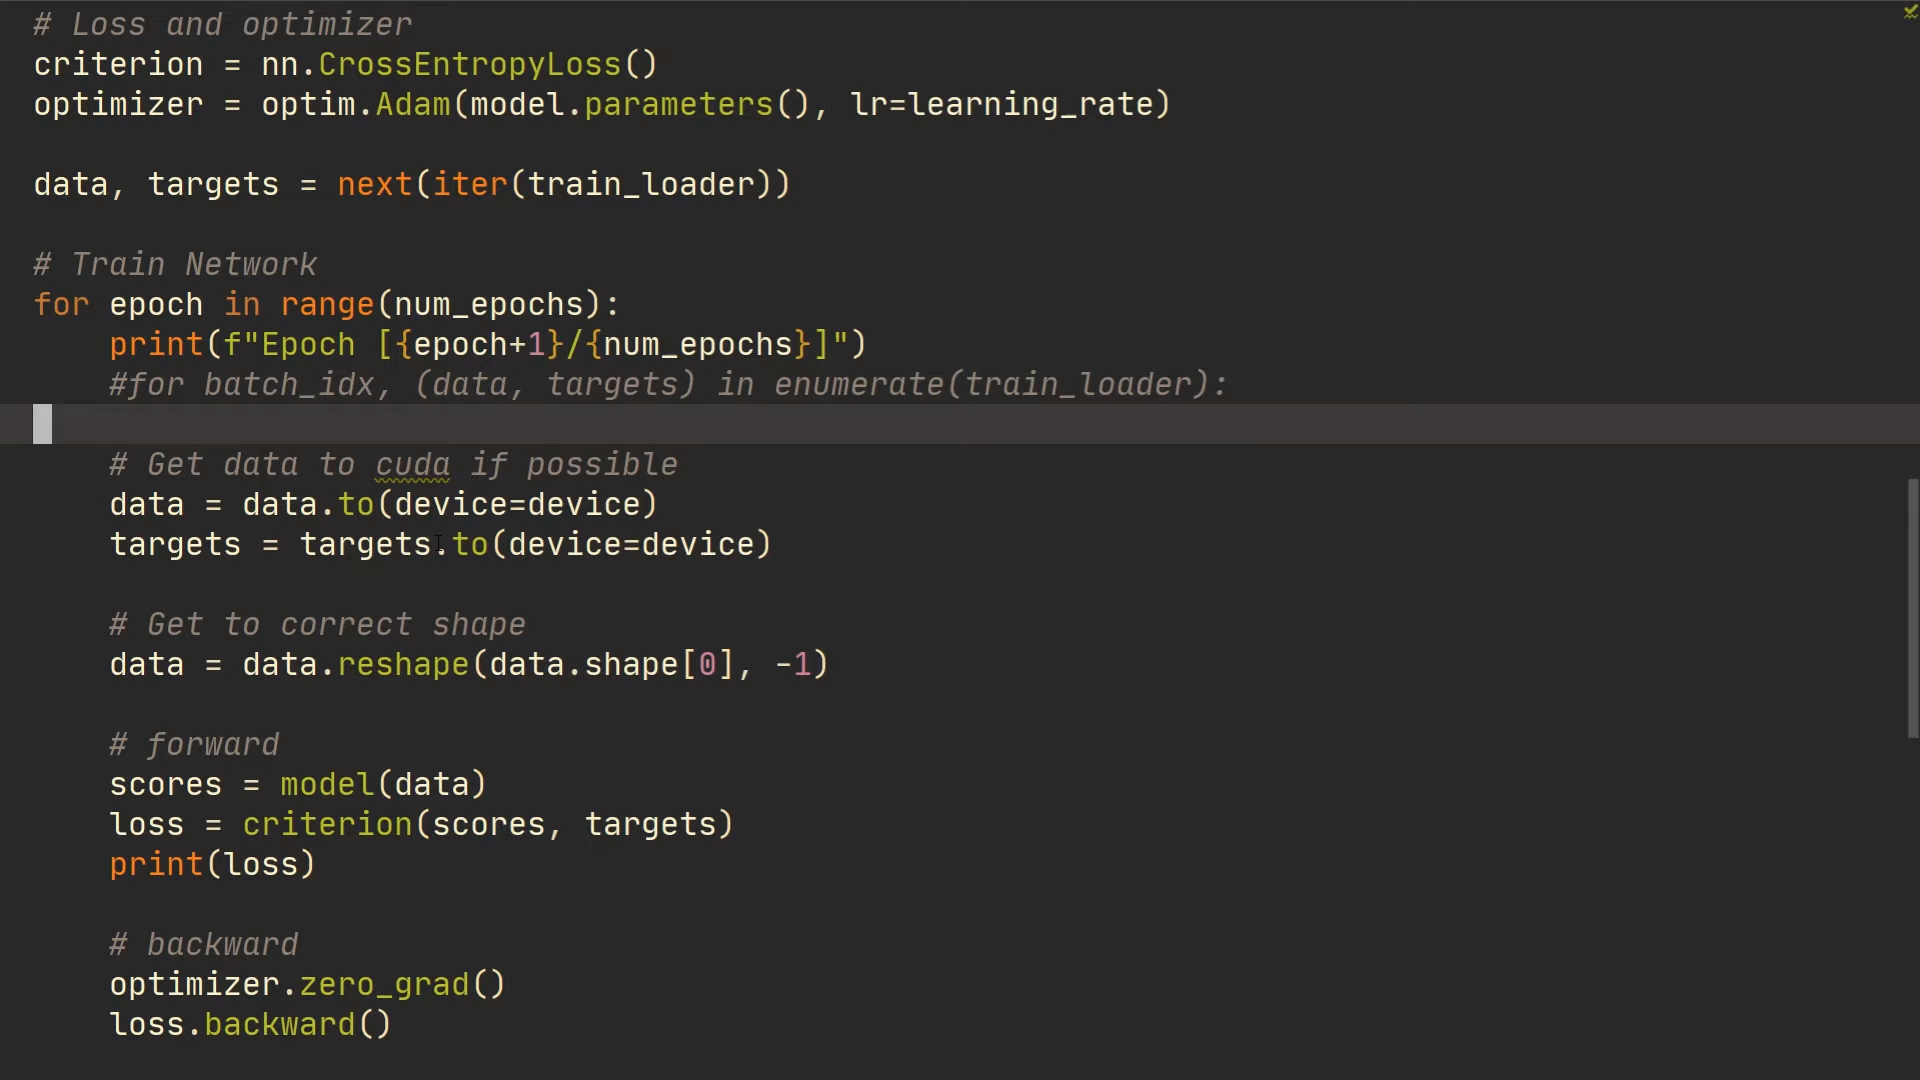 # Loss and optimizer
criterion = nn.CrossEntropyLoss()
optimizer = optim.Adam(model.parameters(), lr=learning_rate)
data, targets = next(iter(train_loader))
# Train Network
for epoch in range(num_epochs):
    print(f"Epoch [{epoch+1}/{num_epochs}]")
    #for batch_idx, (data, targets) in enumerate(train_loader):
    # Get data to cuda if possible
    data = data.to(device=device)
    targets = targets.to(device=device)
    # Get to correct shape
    data = data.reshape(data.shape[0], -1)
    # forward
    scores = model(data)
    loss = criterion(scores, targets)
    print(loss)
    # backward
    optimizer.zero_grad()
    loss.backward()